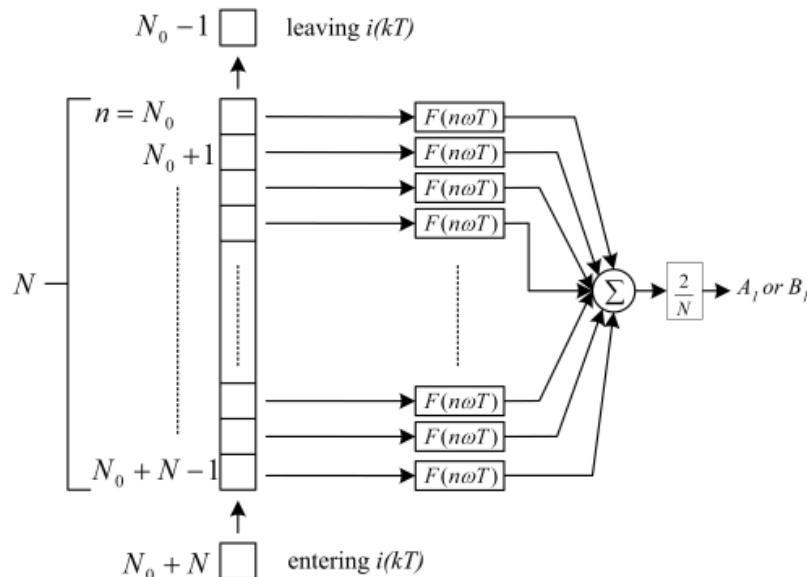 N₀ − 1 leaving i(kT)
n = N₀ F(nωT)
N₀ + 1 F(nωT)
F(nωT)
F(nωT)
N Σ 2/N A₁ or B₁
F(nωT)
F(nωT)
N₀ + N − 1 F(nωT)
N₀ + N entering i(kT)